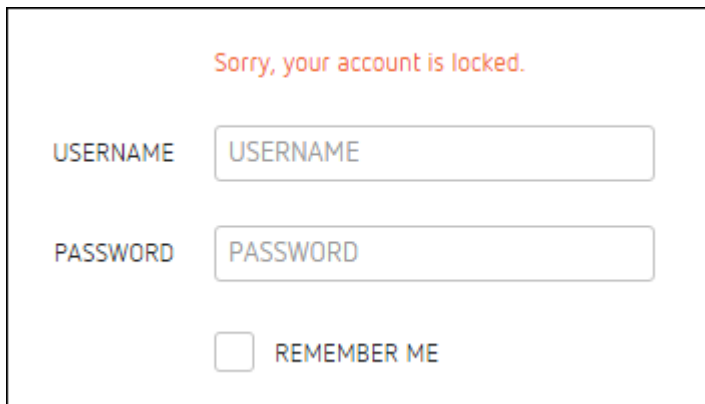 Sorry, your account is locked.
USERNAME USERNAME
PASSWORD PASSWORD
REMEMBER ME